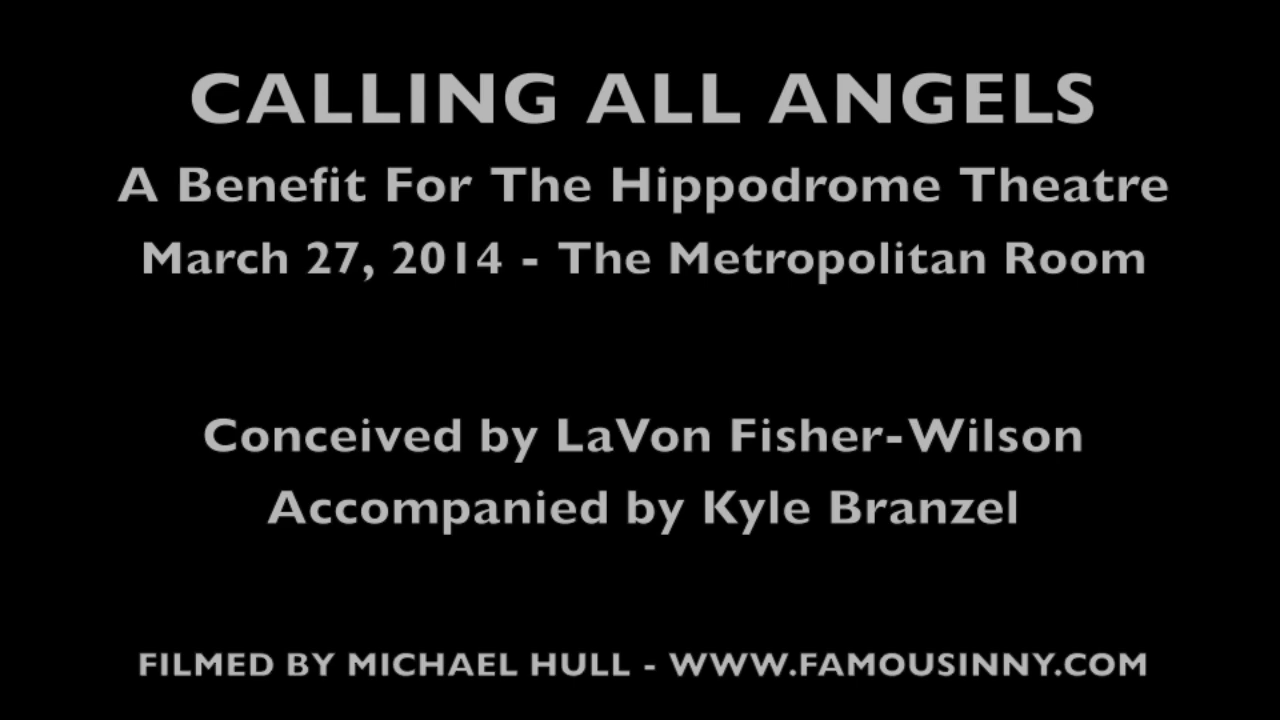 CALLING ALL ANGELS
A Benefit For The Hippodrome Theatre
March 27, 2014 - The Metropolitan Room
Conceived by LaVon Fisher-Wilson
Accompanied by Kyle Branzel
FILMED BY MICHAEL HULL - WWW.FAMOUSINNY.COM